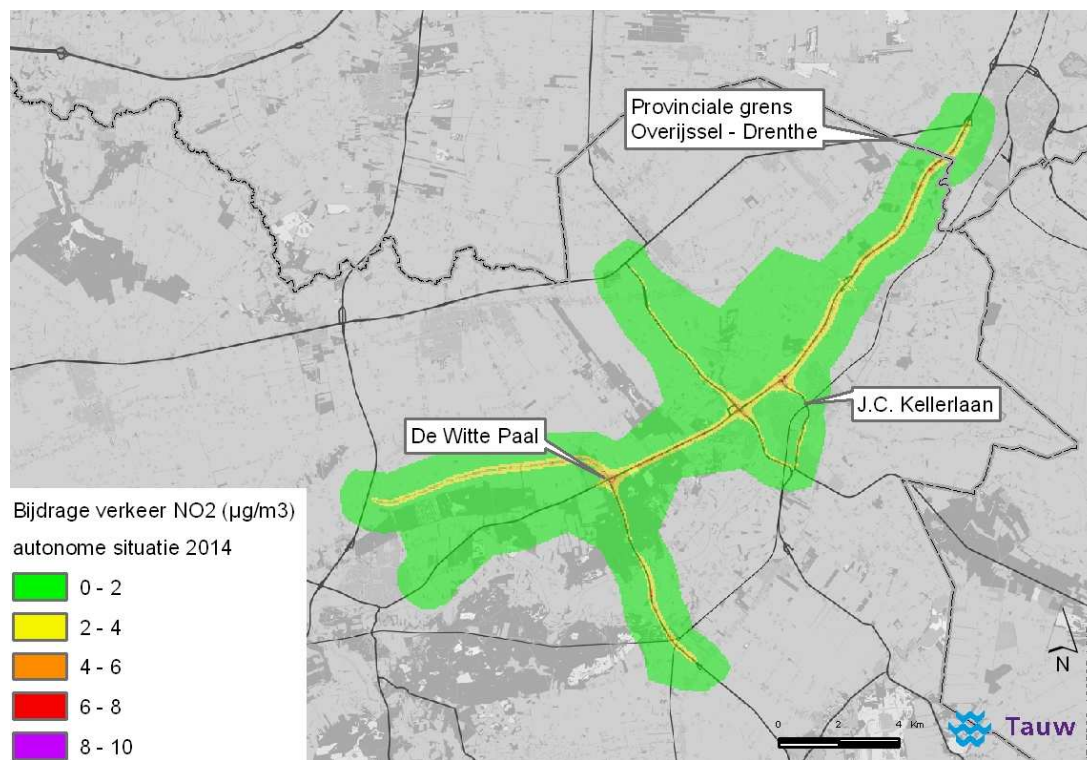 Provinciale grens
Overijssel - Drenthe
J.C. Kellerlaan
De Witte Paal
Bijdrage verkeer NO2 (µg/m3)
autonome situatie 2014
0 - 2
2 - 4
4 - 6
6 - 8
8 - 10
N
0 2 4 Km
Tauw